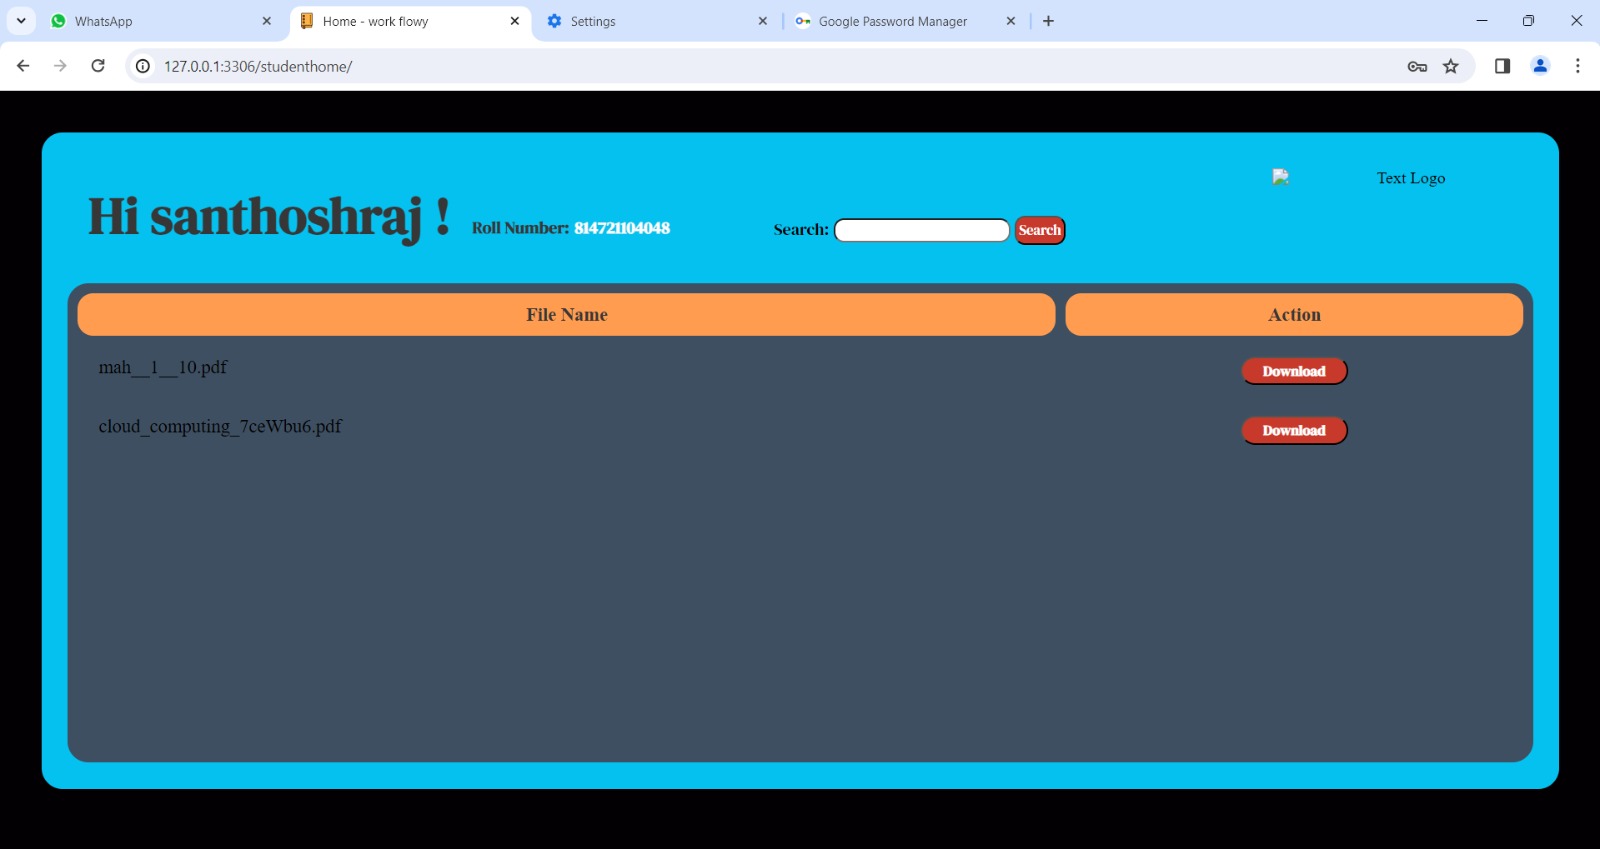 WhatsApp
Home - work flowy
Settings
Google Password Manager
127.0.0.1:3306/studenthome/
Text Logo
Hi santhoshraj !
Roll Number: 814721104048
Search:
Search
File Name
Action
mah__1__10.pdf
Download
cloud_computing_7ceWbu6.pdf
Download